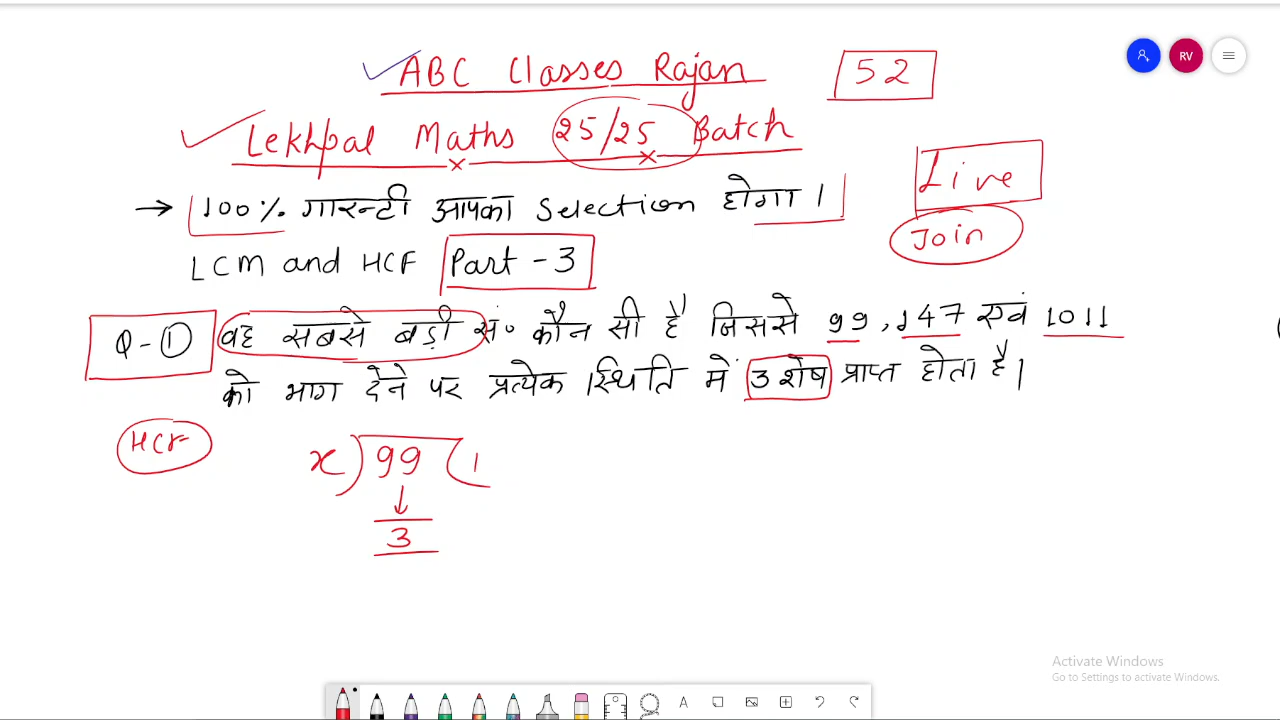 ABC Classes Rajan
52
RV
Lekhpal Maths 25/25 Batch
Live
Join
→ 100% गारन्टी आपका Selection होगा।
LCM and HCF Part - 3
Q-① वह सबसे बड़ी सं० कौन सी है जिससे 99, 147 एवं 1011
को भाग देने पर प्रत्येक स्थिति में 3 शेष प्राप्त होता है।
HCF
x) 99 ( 1
3
Activate Windows
Go to Settings to activate Windows.
A